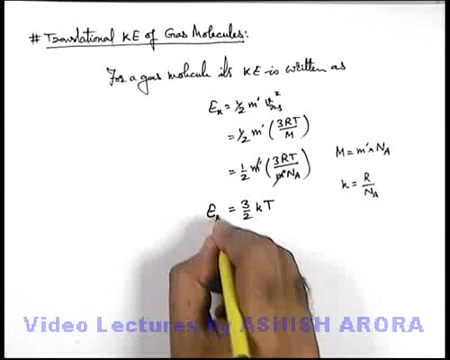 # Translational KE of Gas Molecules:
For a gas molecule its KE is written as
Eₖ = ½ m' v²ᵣₘₛ
= ½ m' (3RT/M)
= ½ m' (3RT/m'Nₐ)
M = m' × Nₐ
k = R/Nₐ
Eₖ = 3/2 kT
Video Lectures by ASHISH ARORA